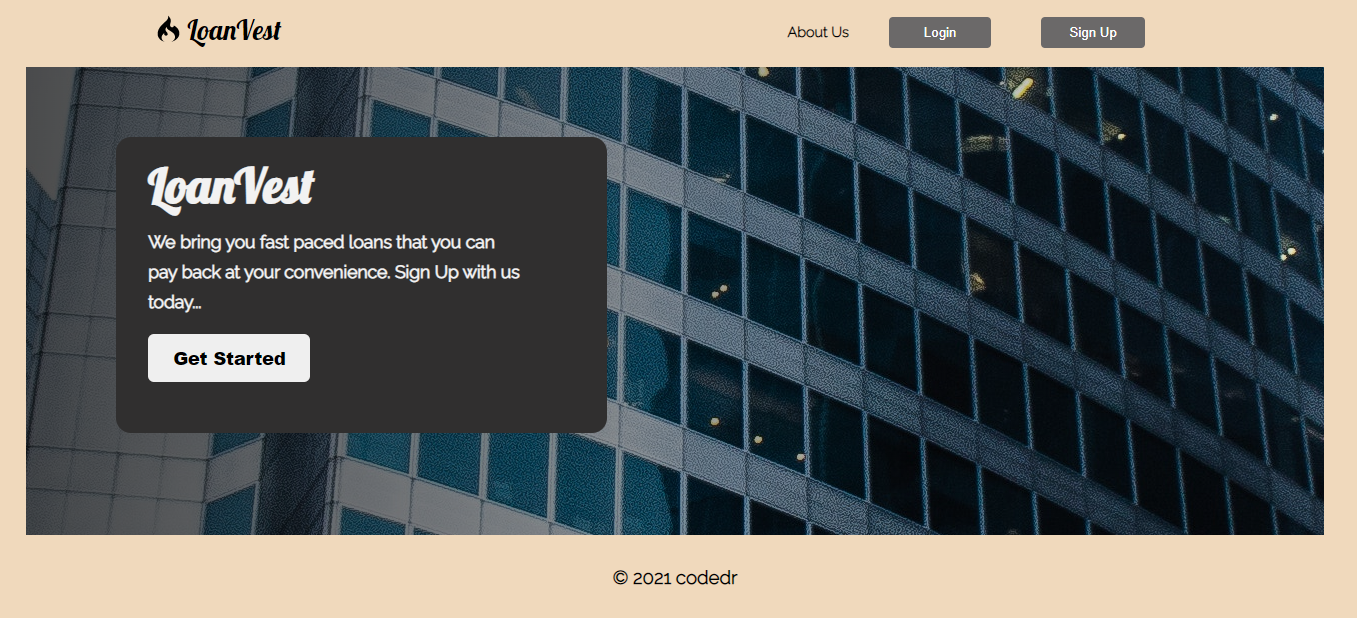 LoanVest
About Us
Login
Sign Up
LoanVest
We bring you fast paced loans that you can
pay back at your convenience. Sign Up with us
today...
Get Started
© 2021 codedr